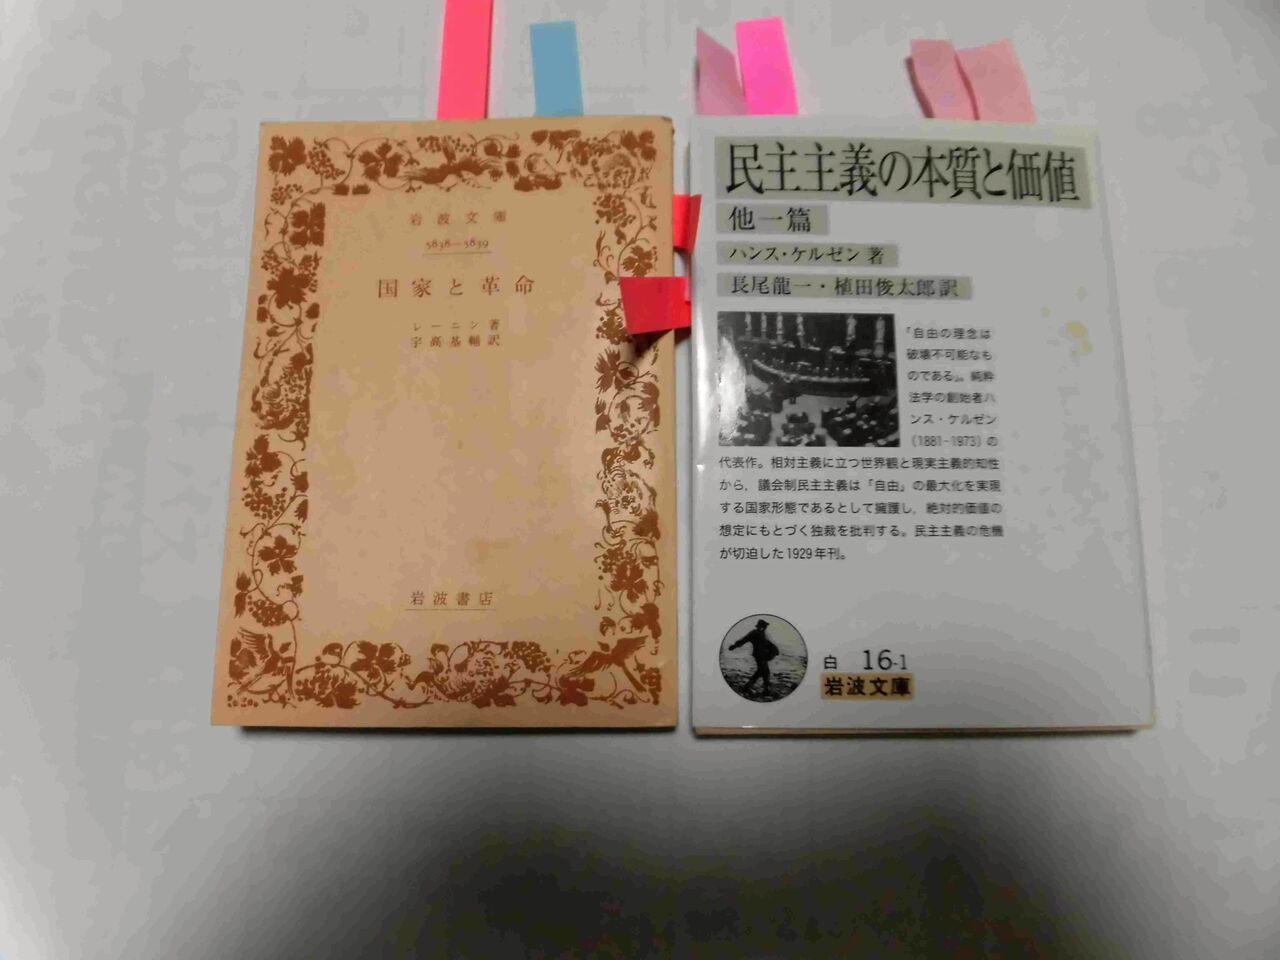 岩波文庫
5838-5839
国家と革命
レーニン著
宇高基輔訳
岩波書店
民主主義の本質と価値
他一篇
ハンス・ケルゼン著
長尾龍一・植田俊太郎訳
「自由の理念は
破壊不可能なも
のである」。純粋
法学の創始者ハ
ンス・ケルゼン
(1881-1973)の
代表作。相対主義に立つ世界観と現実主義的知性
から，議会制民主主義は「自由」の最大化を実現
する国家形態であるとして擁護し，絶対的価値の
想定にもとづく独裁を批判する。民主主義の危機
が切迫した1929年刊。
白 16-1
岩波文庫